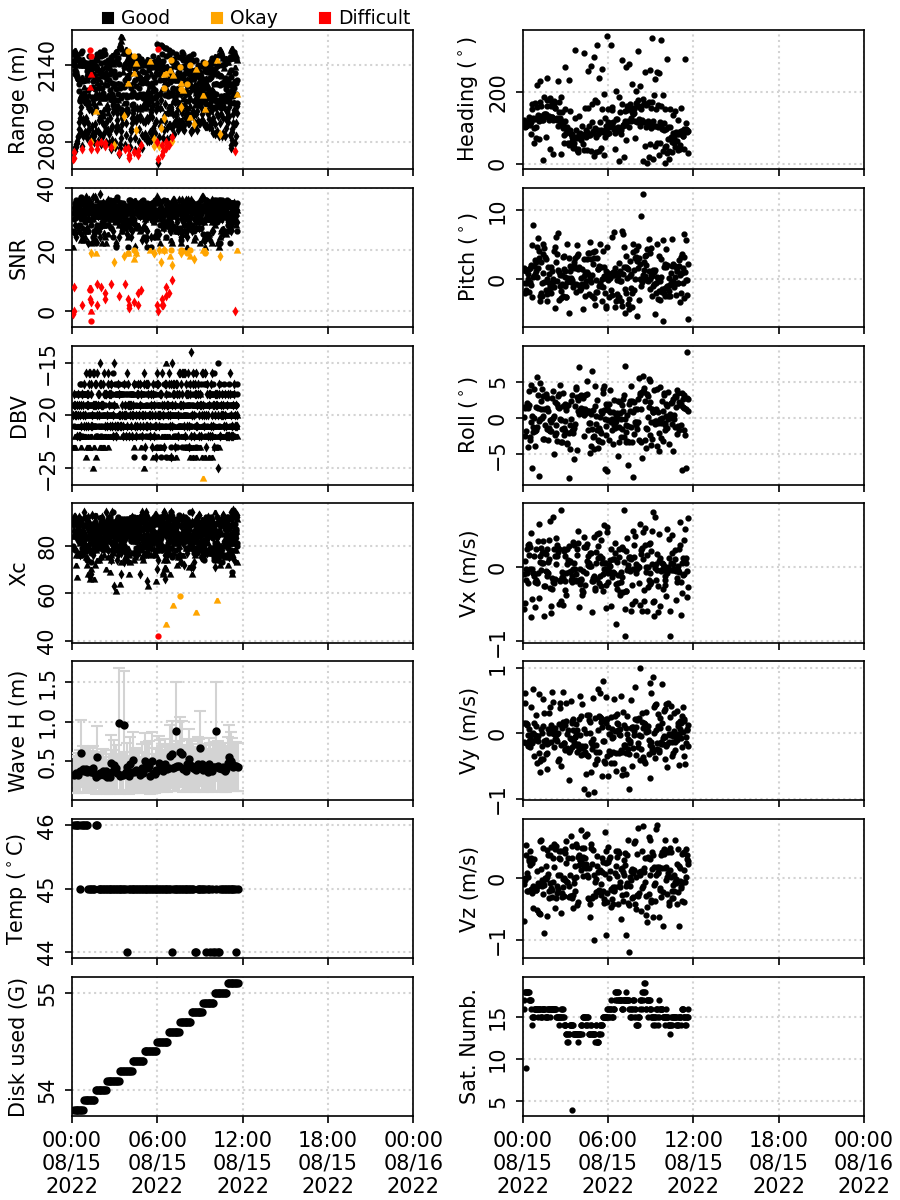 Good Okay Difficult
Range (m)
2140
2080
Heading (°)
200
0
SNR
40
20
0
Pitch (°)
10
0
DBV
−15
−20
−25
Roll (°)
5
0
−5
Xc
80
60
40
Vx (m/s)
0
−1
Wave H (m)
1.5
1.0
0.5
Vy (m/s)
1
0
−1
Temp (°C)
46
45
44
Vz (m/s)
0
−1
Disk used (G)
55
54
Sat. Numb.
15
10
5
00:00 06:00 12:00 18:00 00:00 00:00 06:00 12:00 18:00 00:00
08/15 08/15 08/15 08/15 08/16 08/15 08/15 08/15 08/15 08/16
2022 2022 2022 2022 2022 2022 2022 2022 2022 2022